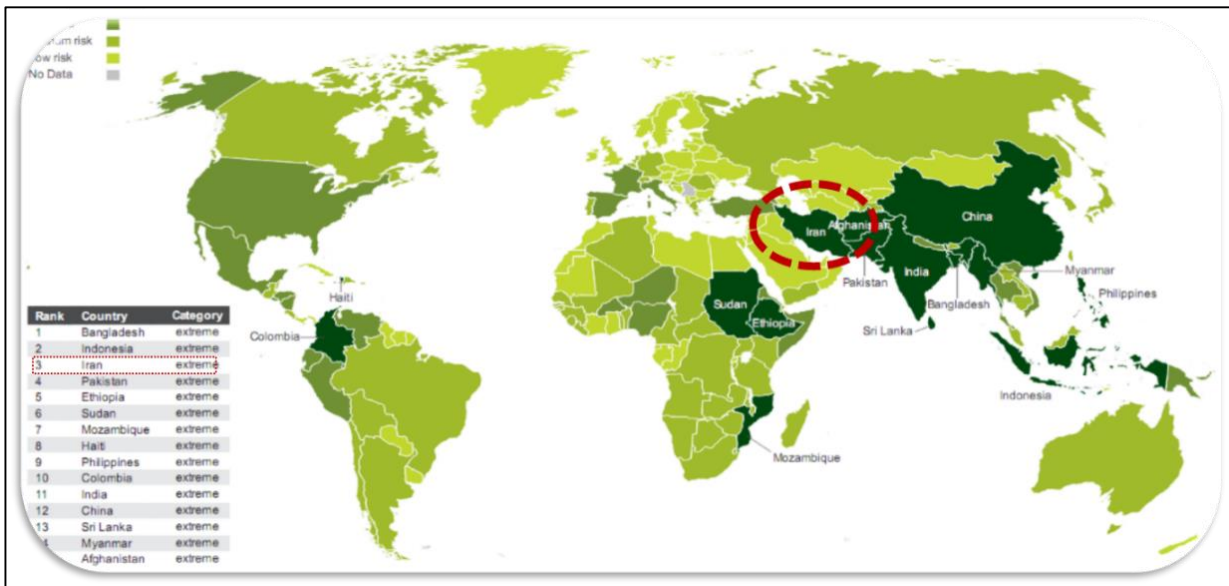 risk
risk
No Data
Iran
Afghanistan
China
India
Pakistan
Bangladesh
Myanmar
Philippines
Sri Lanka
Indonesia
Sudan
Ethiopia
Mozambique
Haiti
Colombia
Rank Country Category
1 Bangladesh extreme
2 Indonesia extreme
3 Iran extreme
4 Pakistan extreme
5 Ethiopia extreme
6 Sudan extreme
7 Mozambique extreme
8 Haiti extreme
9 Philippines extreme
10 Colombia extreme
11 India extreme
12 China extreme
13 Sri Lanka extreme
Myanmar extreme
Afghanistan extreme